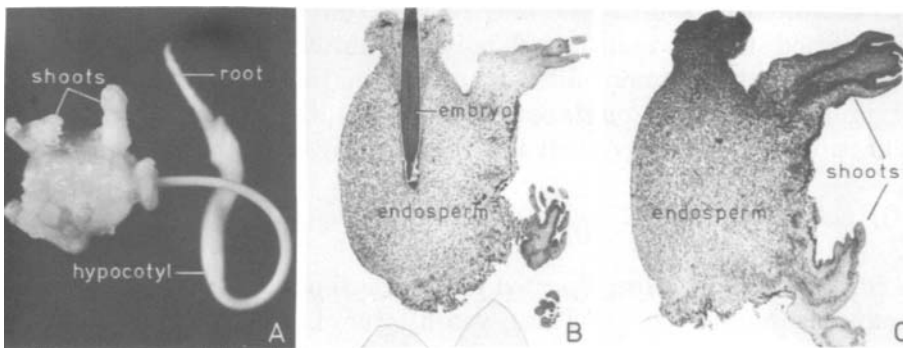 shoots
root
hypocotyl
A
embryo
endosperm
B
endosperm
shoots
C